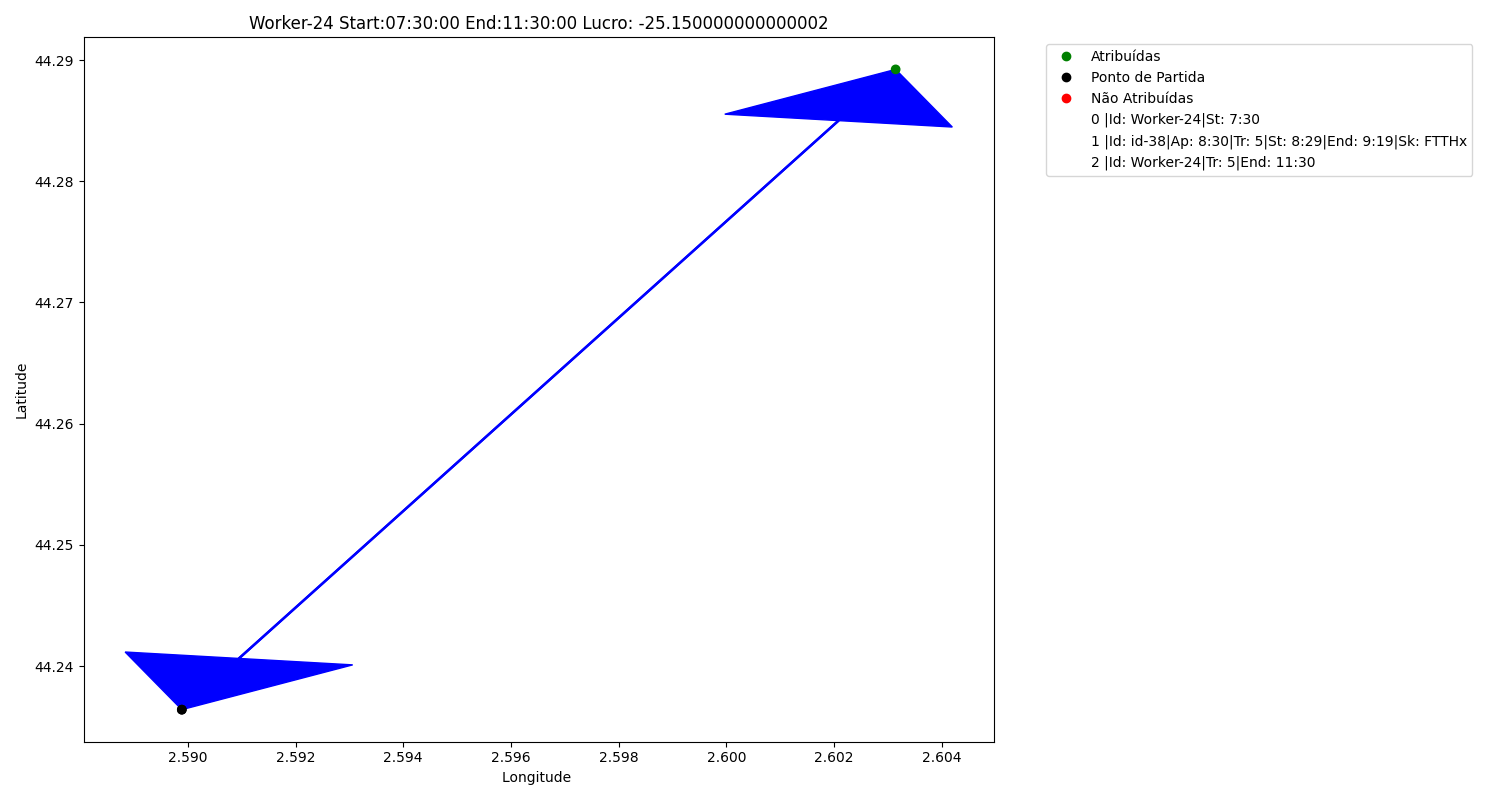 Worker-24 Start:07:30:00 End:11:30:00 Lucro: -25.150000000000002
Atribuídas
Ponto de Partida
Não Atribuídas
0 |Id: Worker-24|St: 7:30
1 |Id: id-38|Ap: 8:30|Tr: 5|St: 8:29|End: 9:19|Sk: FTTHx
2 |Id: Worker-24|Tr: 5|End: 11:30
44.29
44.28
44.27
44.26
44.25
44.24
Latitude
2.590
2.592
2.594
2.596
2.598
2.600
2.602
2.604
Longitude